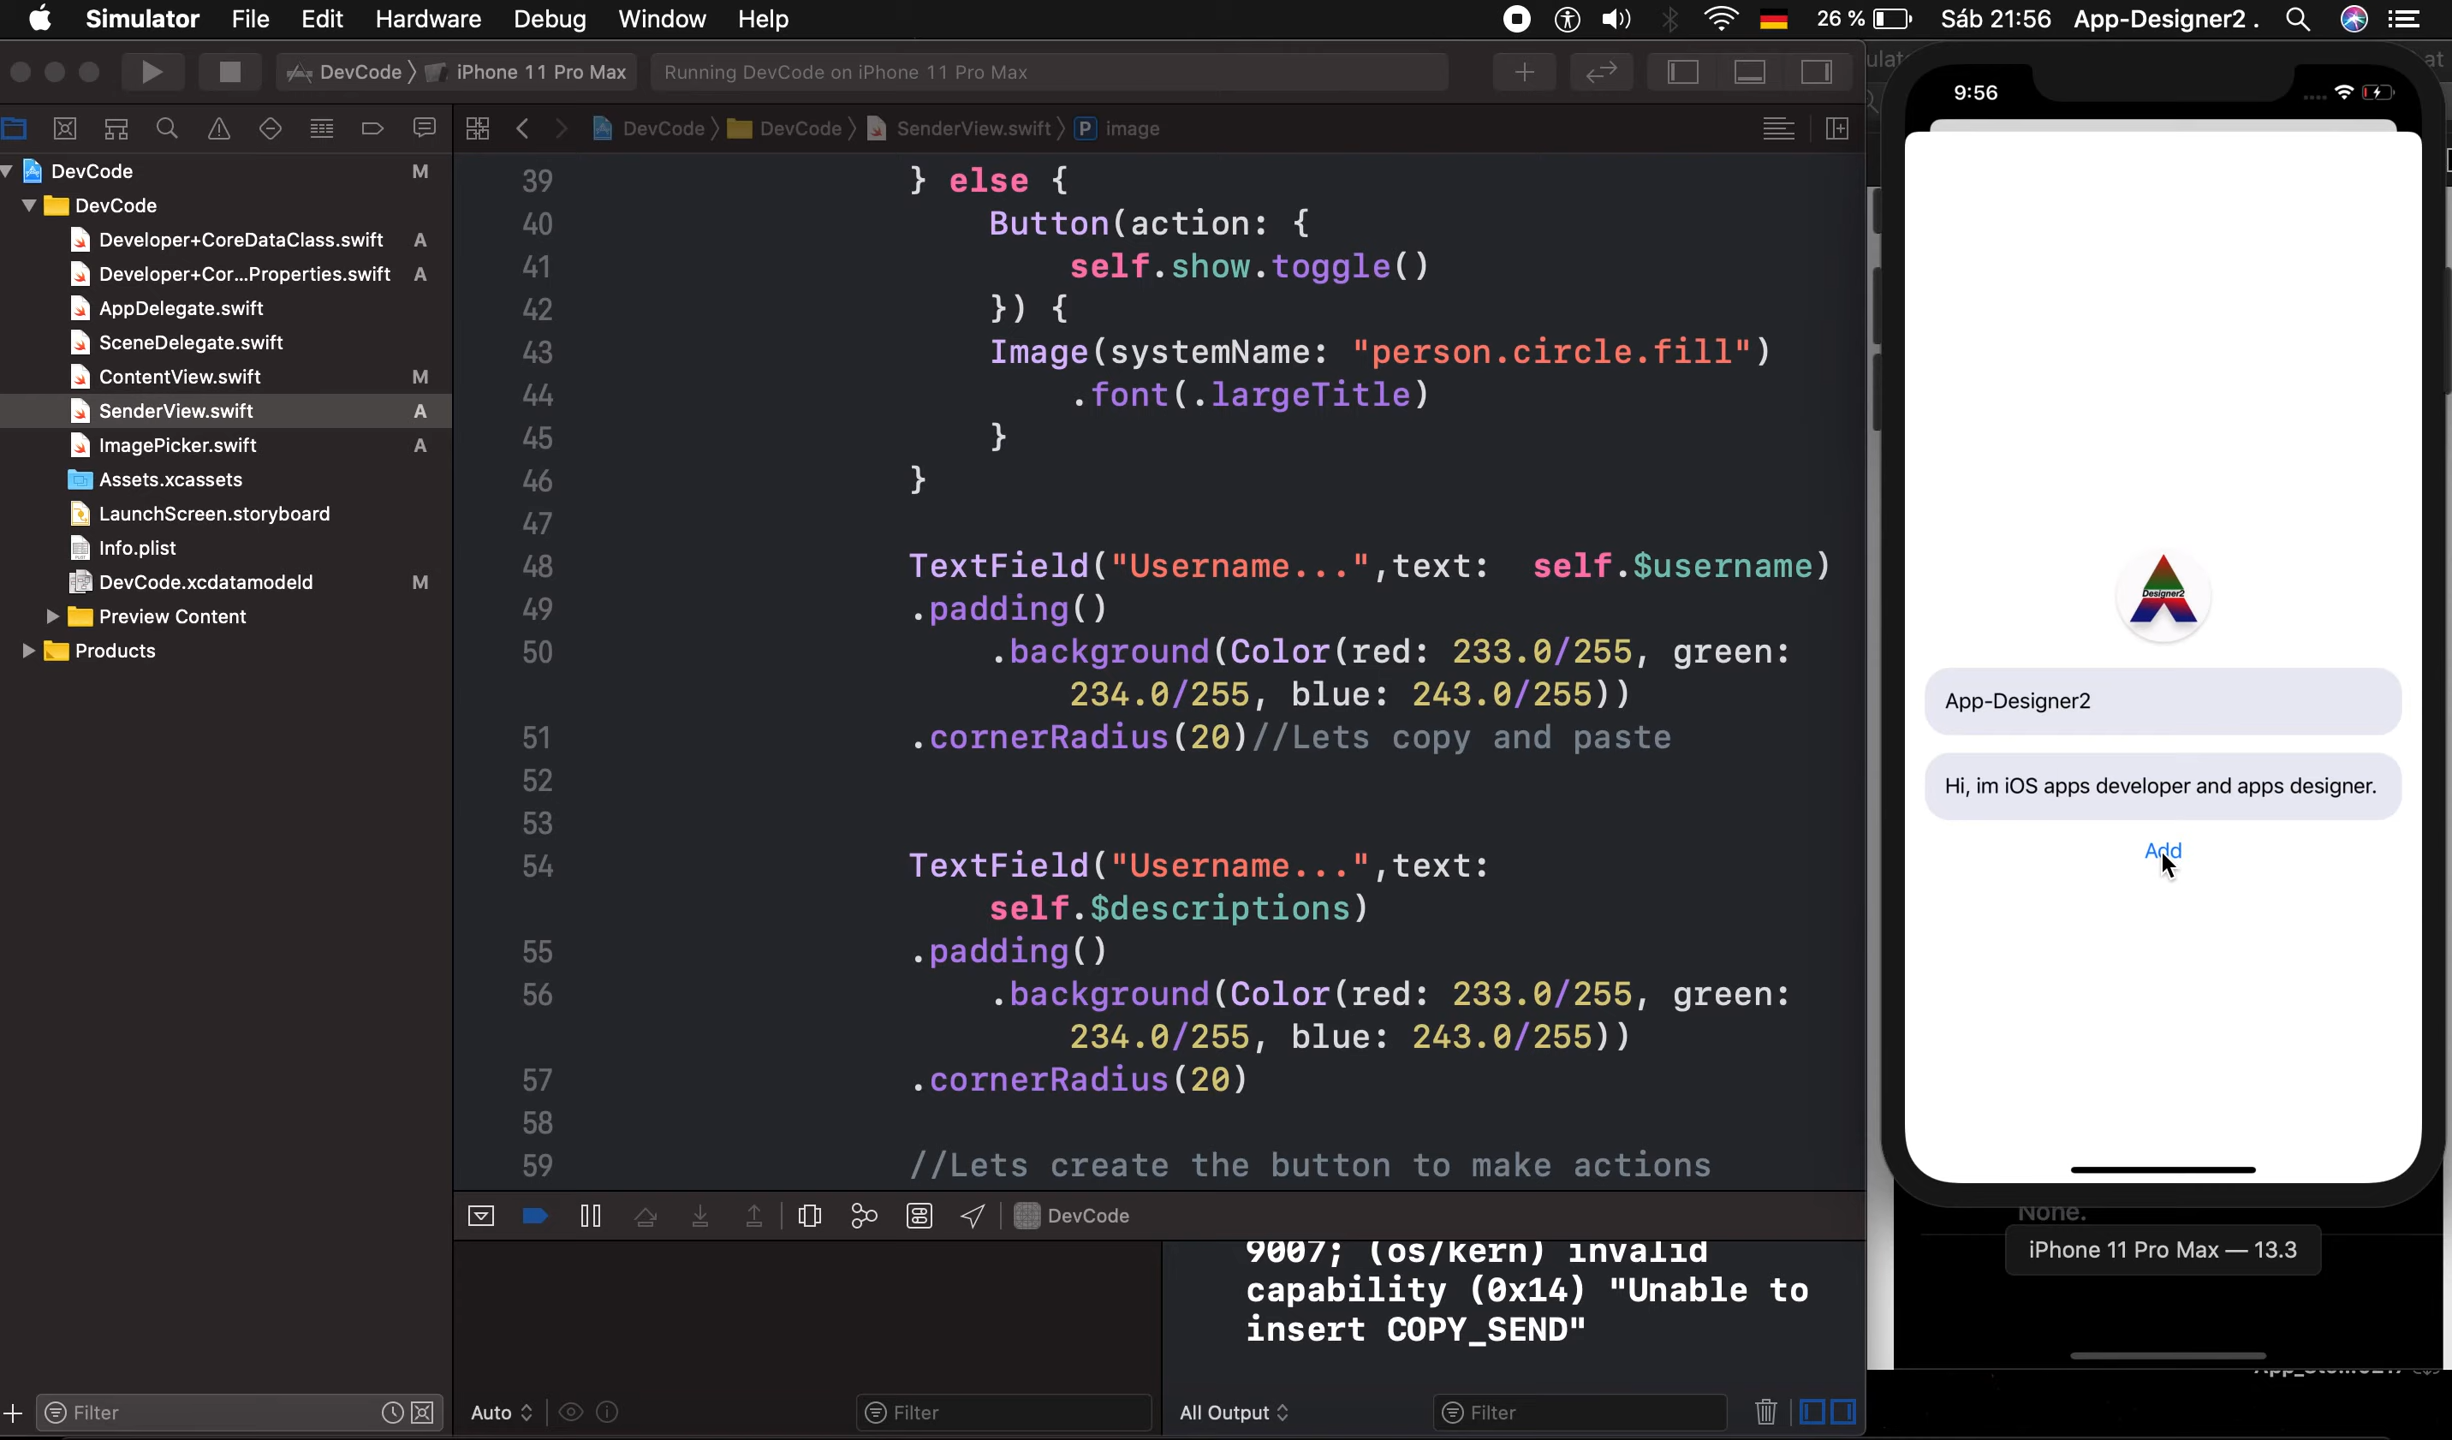 Simulator File Edit Hardware Debug Window Help 26 % Sáb 21:56 App-Designer2 .
DevCode iPhone 11 Pro Max Running DevCode on iPhone 11 Pro Max
DevCode DevCode SenderView.swift P image
DevCode M
DevCode
Developer+CoreDataClass.swift A
Developer+Cor...Properties.swift A
AppDelegate.swift
SceneDelegate.swift
ContentView.swift M
SenderView.swift A
ImagePicker.swift A
Assets.xcassets
LaunchScreen.storyboard
Info.plist
DevCode.xcdatamodeld M
Preview Content
Products
Filter
39 } else {
40 Button(action: {
41 self.show.toggle()
42 }) {
43 Image(systemName: "person.circle.fill")
44 .font(.largeTitle)
45 }
46 }
47
48 TextField("Username...",text:  self.$username)
49 .padding()
50 .background(Color(red: 233.0/255, green:
234.0/255, blue: 243.0/255))
51 .cornerRadius(20)//Lets copy and paste
52
53
54 TextField("Username...",text:
self.$descriptions)
55 .padding()
56 .background(Color(red: 233.0/255, green:
234.0/255, blue: 243.0/255))
57 .cornerRadius(20)
58
59 //Lets create the button to make actions
DevCode
9007; (os/kern) invalid
capability (0x14) "Unable to
insert COPY_SEND"
Auto Filter All Output Filter
9:56
Designer2
App-Designer2
Hi, im iOS apps developer and apps designer.
Add
None.
iPhone 11 Pro Max — 13.3